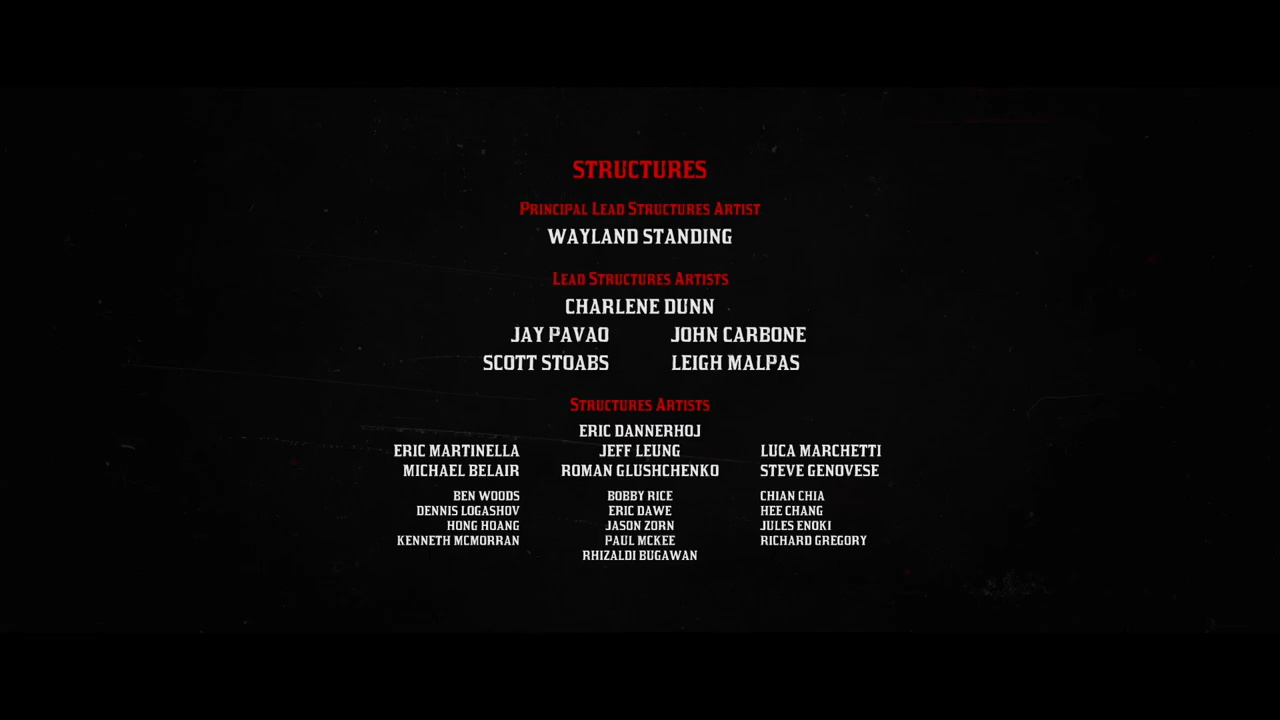 STRUCTURES
PRINCIPAL LEAD STRUCTURES ARTIST
WAYLAND STANDING
LEAD STRUCTURES ARTISTS
CHARLENE DUNN
JAY PAVAO JOHN CARBONE
SCOTT STOABS LEIGH MALPAS
STRUCTURES ARTISTS
ERIC DANNERHOJ
ERIC MARTINELLA JEFF LEUNG LUCA MARCHETTI
MICHAEL BELAIR ROMAN GLUSHCHENKO STEVE GENOVESE
BEN WOODS BOBBY RICE CHIAN CHIA
DENNIS LOGASHOV ERIC DAWE HEE CHANG
HONG HOANG JASON ZORN JULES ENOKI
KENNETH MCMORRAN PAUL MCKEE RICHARD GREGORY
RHIZALDI BUGAWAN